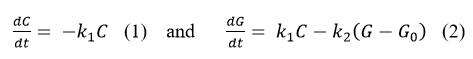 dC/dt = −k₁C (1) and dG/dt = k₁C − k₂(G − G₀) (2)